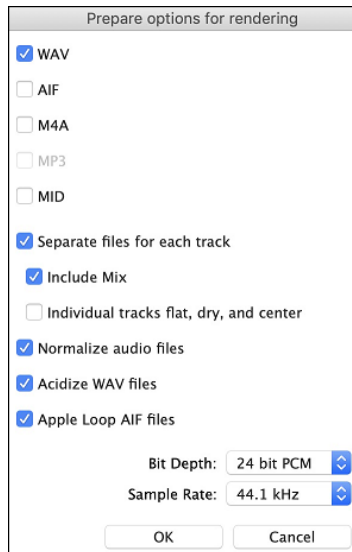 Prepare options for rendering
WAV
AIF
M4A
MP3
MID
Separate files for each track
Include Mix
Individual tracks flat, dry, and center
Normalize audio files
Acidize WAV files
Apple Loop AIF files
Bit Depth: 24 bit PCM
Sample Rate: 44.1 kHz
OK Cancel